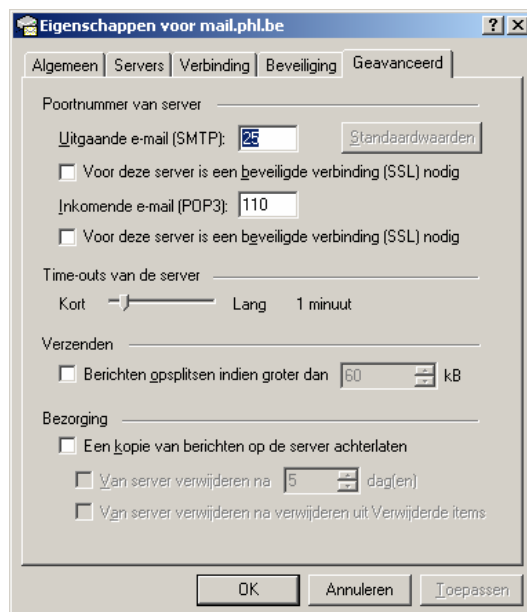 Eigenschappen voor mail.phl.be
Algemeen Servers Verbinding Beveiliging Geavanceerd
Poortnummer van server
Uitgaande e-mail (SMTP): 25 Standaardwaarden
Voor deze server is een beveiligde verbinding (SSL) nodig
Inkomende e-mail (POP3): 110
Voor deze server is een beveiligde verbinding (SSL) nodig
Time-outs van de server
Kort Lang 1 minuut
Verzenden
Berichten opsplitsen indien groter dan 60 kB
Bezorging
Een kopie van berichten op de server achterlaten
Van server verwijderen na 5 dag(en)
Van server verwijderen na verwijderen uit Verwijderde items
OK Annuleren Toepassen